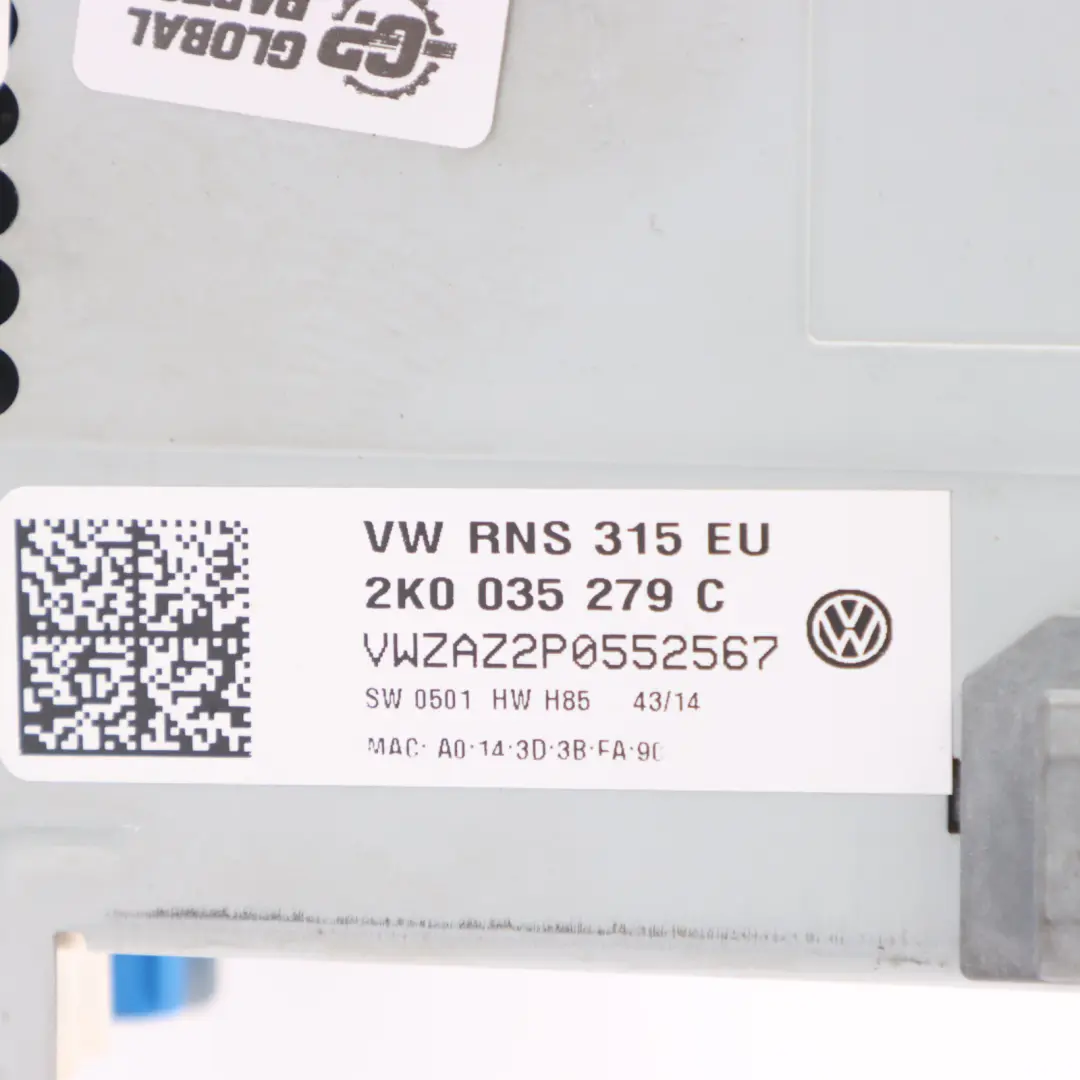 GLOBAL
VW RNS 315 EU
2K0 035 279 C
VWZAZ2P0552567
SW 0501 HW H85 43/14
MAC: A0:14:3D:3B:FA:90